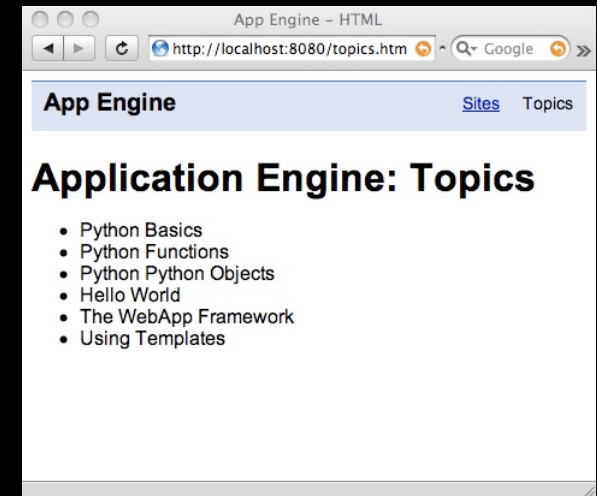 App Engine – HTML
http://localhost:8080/topics.htm Google
App Engine Sites Topics
Application Engine: Topics
• Python Basics
• Python Functions
• Python Python Objects
• Hello World
• The WebApp Framework
• Using Templates